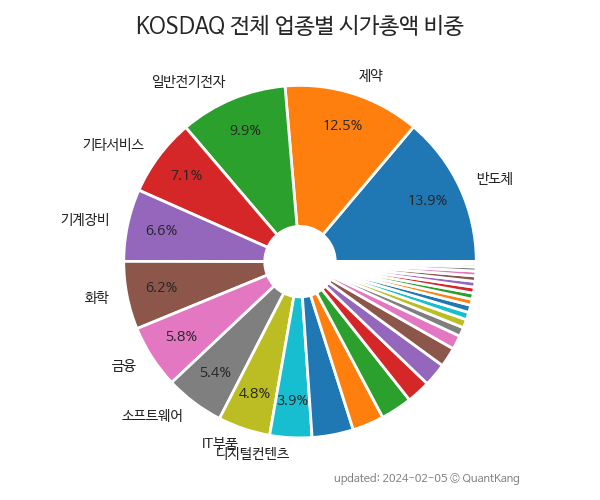 KOSDAQ 전체 업종별 시가총액 비중
제약
일반전기전자
12.5%
9.9%
기타서비스
7.1%
반도체
13.9%
기계장비
6.6%
화학
6.2%
5.8%
금융
5.4%
4.8%
3.9%
소프트웨어
IT부품
디지털컨텐츠
updated: 2024-02-05 © QuantKang